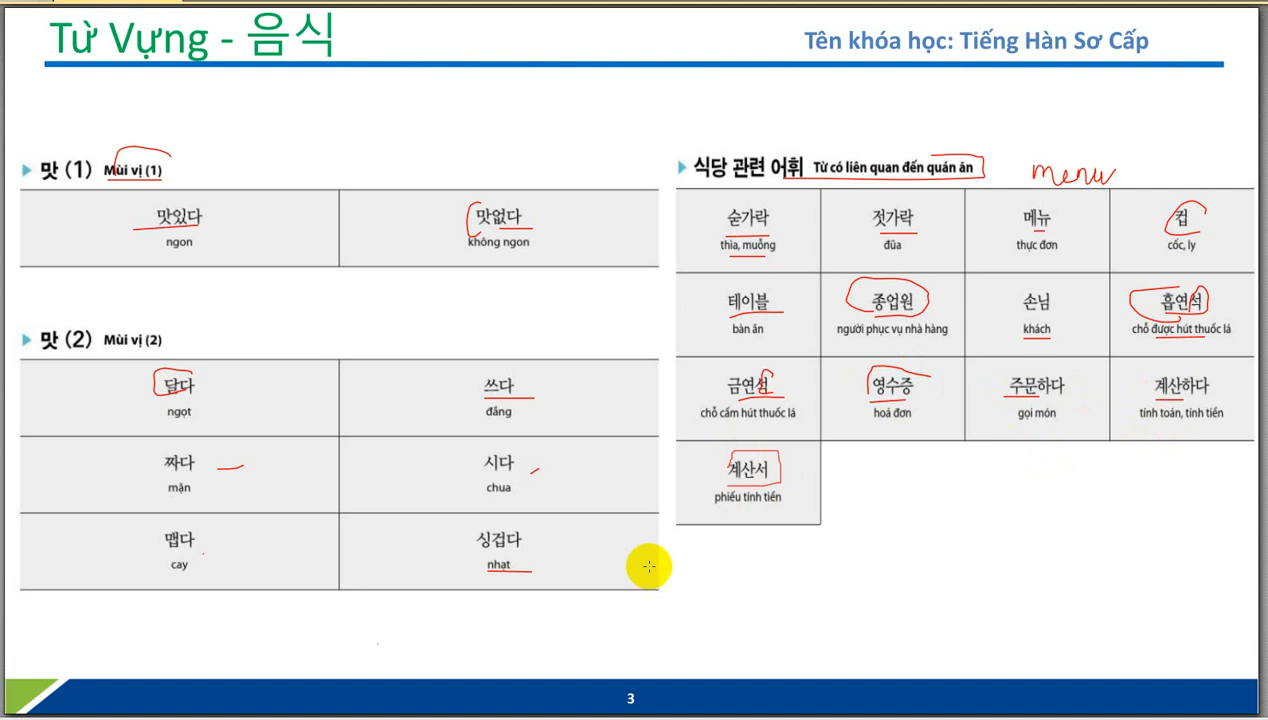 Từ Vựng - 음식
Tên khóa học: Tiếng Hàn Sơ Cấp
맛 (1) Mùi vị (1)
맛있다 맛없다
ngon không ngon
맛 (2) Mùi vị (2)
달다 쓰다
ngọt đắng
짜다 시다
mặn chua
맵다 싱겁다
cay nhạt
식당 관련 어휘 Từ có liên quan đến quán ăn
menu
숟가락 젓가락 메뉴 컵
thìa, muỗng đũa thực đơn cốc, ly
테이블 종업원 손님 흡연석
bàn ăn người phục vụ nhà hàng khách chỗ được hút thuốc lá
금연석 영수증 주문하다 계산하다
chỗ cấm hút thuốc lá hoá đơn gọi món tính toán, tính tiền
계산서
phiếu tính tiền
3